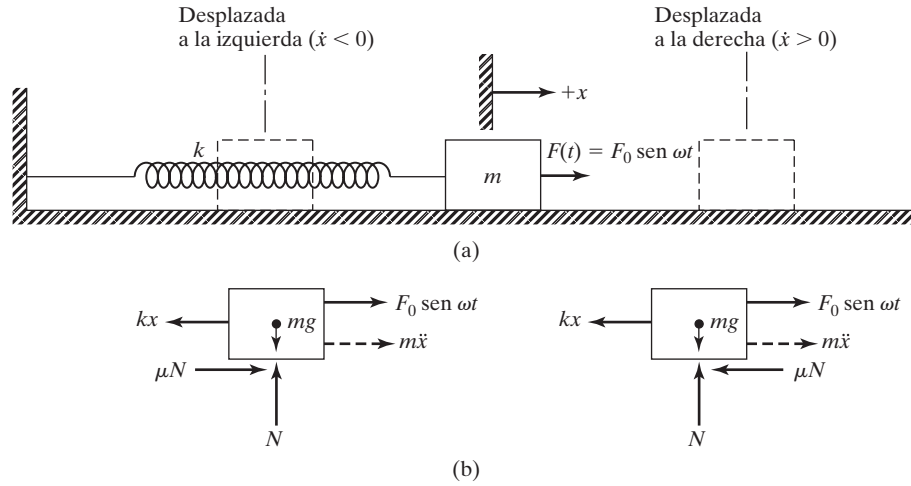 Desplazada
a la izquierda (ẋ < 0)
Desplazada
a la derecha (ẋ > 0)
+x
k
m
F(t) = F₀ sen ωt
(a)
F₀ sen ωt
kx
mg
mẍ
μN
N
F₀ sen ωt
kx
mg
mẍ
μN
N
(b)